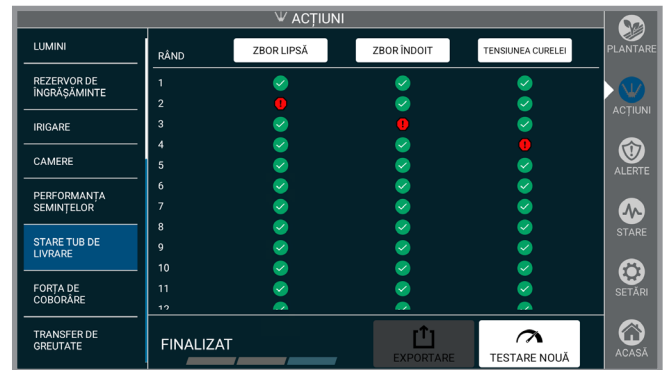 ACȚIUNI
LUMINI
REZERVOR DE
ÎNGRĂȘĂMINTE
IRIGARE
CAMERE
PERFORMANȚA
SEMINȚELOR
STARE TUB DE
LIVRARE
FORȚA DE
COBORÂRE
TRANSFER DE
GREUTATE
RÂND
ZBOR LIPSĂ
ZBOR ÎNDOIT
TENSIUNEA CURELEI
1
2
3
4
5
6
7
8
9
10
11
12
FINALIZAT
EXPORTARE
TESTARE NOUĂ
PLANTARE
ACȚIUNI
ALERTE
STARE
SETĂRI
ACASĂ